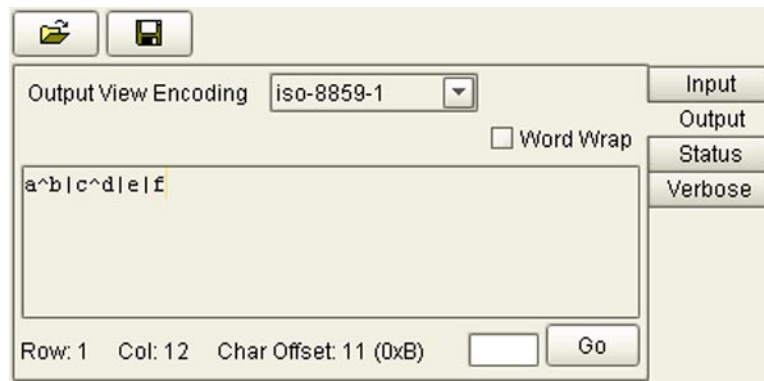 Output View Encoding iso-8859-1
Word Wrap
a^b|c^d|e|f
Row: 1 Col: 12 Char Offset: 11 (0xB) Go
Input
Output
Status
Verbose